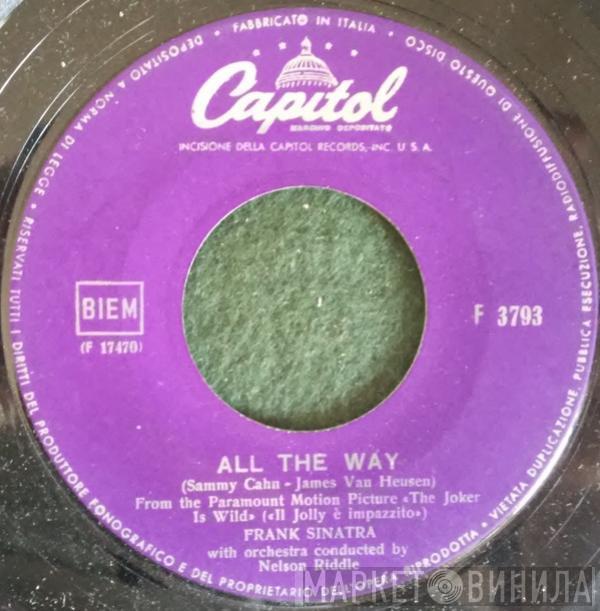 DEPOSITATO A NORMA DI LEGGE • RISERVATI TUTTI I DIRITTI DEL PRODUTTORE FONOGRAFICO E DEL PROPRIETARIO DELL'OPERA RIPRODOTTA • VIETATA DUPLICAZIONE, PUBBLICA ESECUZIONE, RADIODIFFUSIONE DI QUESTO DISCO • FABBRICATO IN ITALIA •
Capitol
MARCHIO DEPOSITATO
INCISIONE DELLA CAPITOL RECORDS, INC. U S A.
BIEM
(F 17470)
F 3793
ALL THE WAY
(Sammy Cahn - James Van Heusen)
From the Paramount Motion Picture «The Joker
Is Wild» («Il Jolly è impazzito»)
FRANK SINATRA
with orchestra conducted by
Nelson Riddle
МАРКЕТ ВИНИЛА